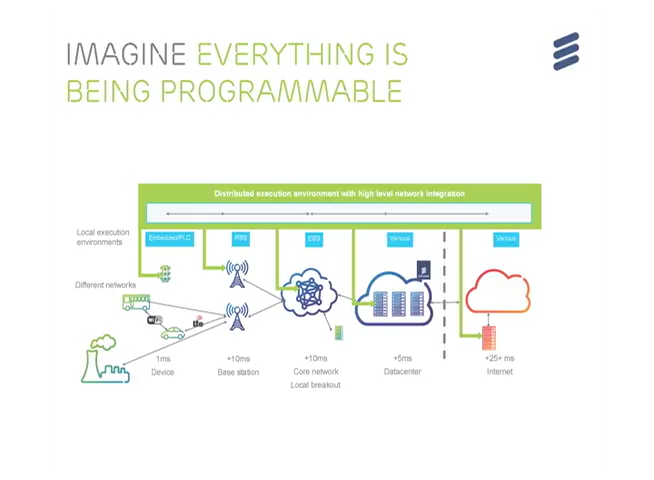 IMAGINE EVERYTHING IS
BEING PROGRAMMABLE
Distributed execution environment with high level network integration
Local execution
environments
Embedded/PLC
RBS
EBS
Various
Various
Different networks
1ms
+10ms
+10ms
+5ms
+25+ ms
Device
Base station
Core network
Datacenter
Internet
Local breakout